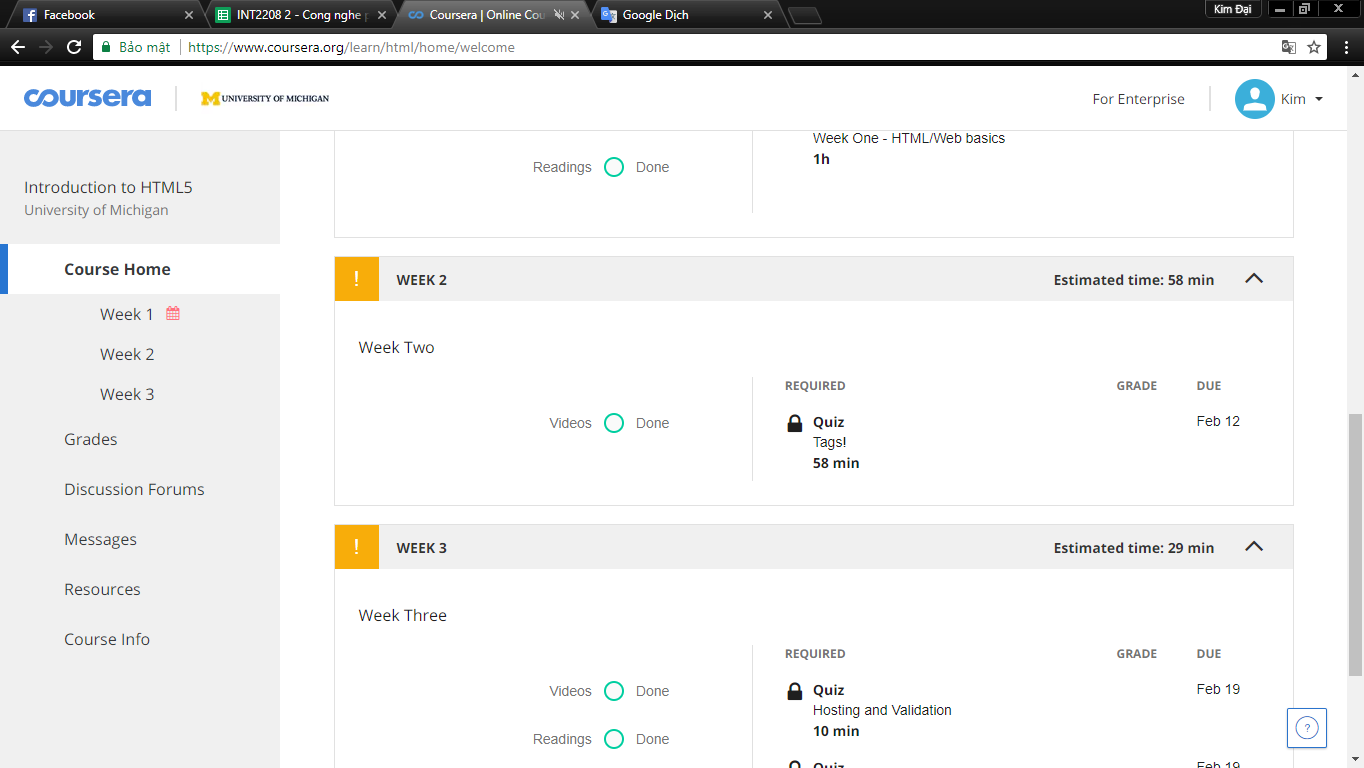 Facebook
INT2208 2 - Cong nghe
Coursera | Online Cou
Google Dịch
Kim Đại
Bảo mật
https://www.coursera.org/learn/html/home/welcome
coursera
M UNIVERSITY OF MICHIGAN
For Enterprise
Kim
Introduction to HTML5
University of Michigan
Course Home
Week 1
Week 2
Week 3
Grades
Discussion Forums
Messages
Resources
Course Info
Week One - HTML/Web basics
1h
Readings Done
! WEEK 2 Estimated time: 58 min
Week Two
REQUIRED GRADE DUE
Videos Done
Quiz Feb 12
Tags!
58 min
! WEEK 3 Estimated time: 29 min
Week Three
REQUIRED GRADE DUE
Videos Done
Quiz Feb 19
Hosting and Validation
10 min
Readings Done
Quiz Feb 19
?